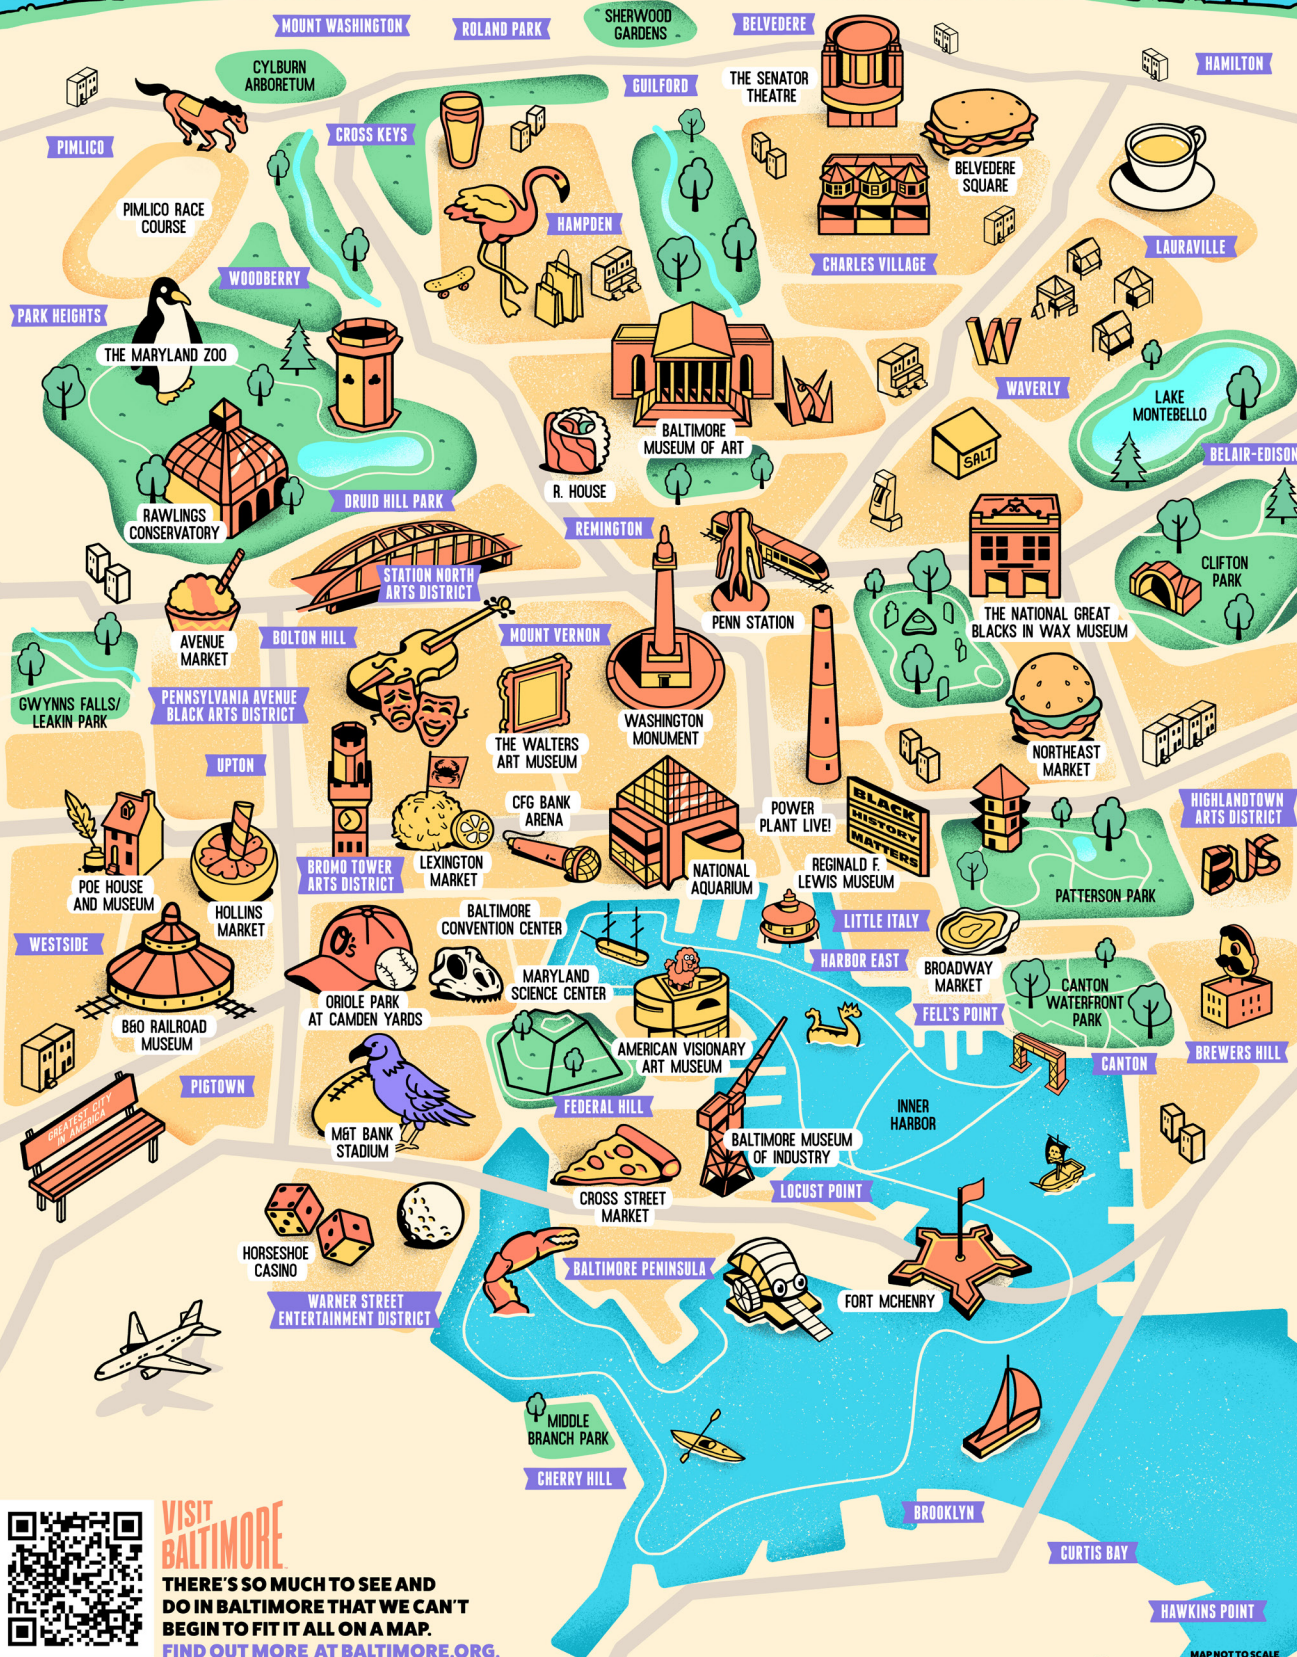 MOUNT WASHINGTON
ROLAND PARK
SHERWOOD
GARDENS
BELVEDERE
HAMILTON
CYLBURN
ARBORETUM
GUILFORD
THE SENATOR
THEATRE
PIMLICO
CROSS KEYS
BELVEDERE
SQUARE
PIMLICO RACE
COURSE
HAMPDEN
LAURAVILLE
CHARLES VILLAGE
WOODBERRY
PARK HEIGHTS
THE MARYLAND ZOO
W
WAVERLY
LAKE
MONTEBELLO
BALTIMORE
MUSEUM OF ART
SALT
BELAIR-EDISON
R. HOUSE
DRUID HILL PARK
RAWLINGS
CONSERVATORY
REMINGTON
STATION NORTH
ARTS DISTRICT
CLIFTON
PARK
PENN STATION
THE NATIONAL GREAT
BLACKS IN WAX MUSEUM
AVENUE
MARKET
BOLTON HILL
MOUNT VERNON
GWYNNS FALLS/
LEAKIN PARK
PENNSYLVANIA AVENUE
BLACK ARTS DISTRICT
WASHINGTON
MONUMENT
THE WALTERS
ART MUSEUM
NORTHEAST
MARKET
UPTON
CFG BANK
ARENA
POWER
PLANT LIVE!
BLACK
HISTORY
MATTERS
HIGHLANDTOWN
ARTS DISTRICT
BUS
BROMO TOWER
ARTS DISTRICT
LEXINGTON
MARKET
NATIONAL
AQUARIUM
REGINALD F.
LEWIS MUSEUM
POE HOUSE
AND MUSEUM
HOLLINS
MARKET
PATTERSON PARK
BALTIMORE
CONVENTION CENTER
LITTLE ITALY
WESTSIDE
O's
HARBOR EAST
BROADWAY
MARKET
MARYLAND
SCIENCE CENTER
CANTON
WATERFRONT
PARK
ORIOLE PARK
AT CAMDEN YARDS
FELL'S POINT
B&O RAILROAD
MUSEUM
AMERICAN VISIONARY
ART MUSEUM
BREWERS HILL
CANTON
PIGTOWN
FEDERAL HILL
INNER
HARBOR
GREATEST CITY
IN AMERICA
M&T BANK
STADIUM
BALTIMORE MUSEUM
OF INDUSTRY
LOCUST POINT
CROSS STREET
MARKET
HORSESHOE
CASINO
BALTIMORE PENINSULA
FORT MCHENRY
WARNER STREET
ENTERTAINMENT DISTRICT
MIDDLE
BRANCH PARK
CHERRY HILL
BROOKLYN
CURTIS BAY
HAWKINS POINT
VISIT
BALTIMORE
THERE'S SO MUCH TO SEE AND
DO IN BALTIMORE THAT WE CAN'T
BEGIN TO FIT IT ALL ON A MAP.
FIND OUT MORE AT BALTIMORE.ORG.
MAP NOT TO SCALE